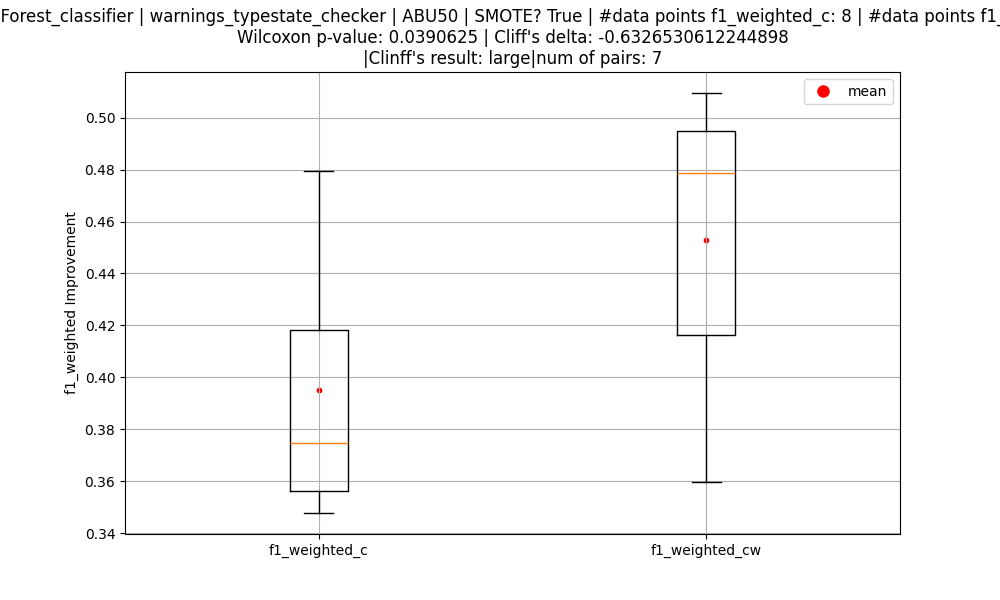 Forest_classifier | warnings_typestate_checker | ABU50 | SMOTE? True | #data points f1_weighted_c: 8 | #data points f1_
Wilcoxon p-value: 0.0390625 | Cliff's delta: -0.6326530612244898
|Clinff's result: large|num of pairs: 7
mean
0.50
0.48
0.46
0.44
0.42
0.40
0.38
0.36
0.34
f1_weighted Improvement
f1_weighted_c
f1_weighted_cw